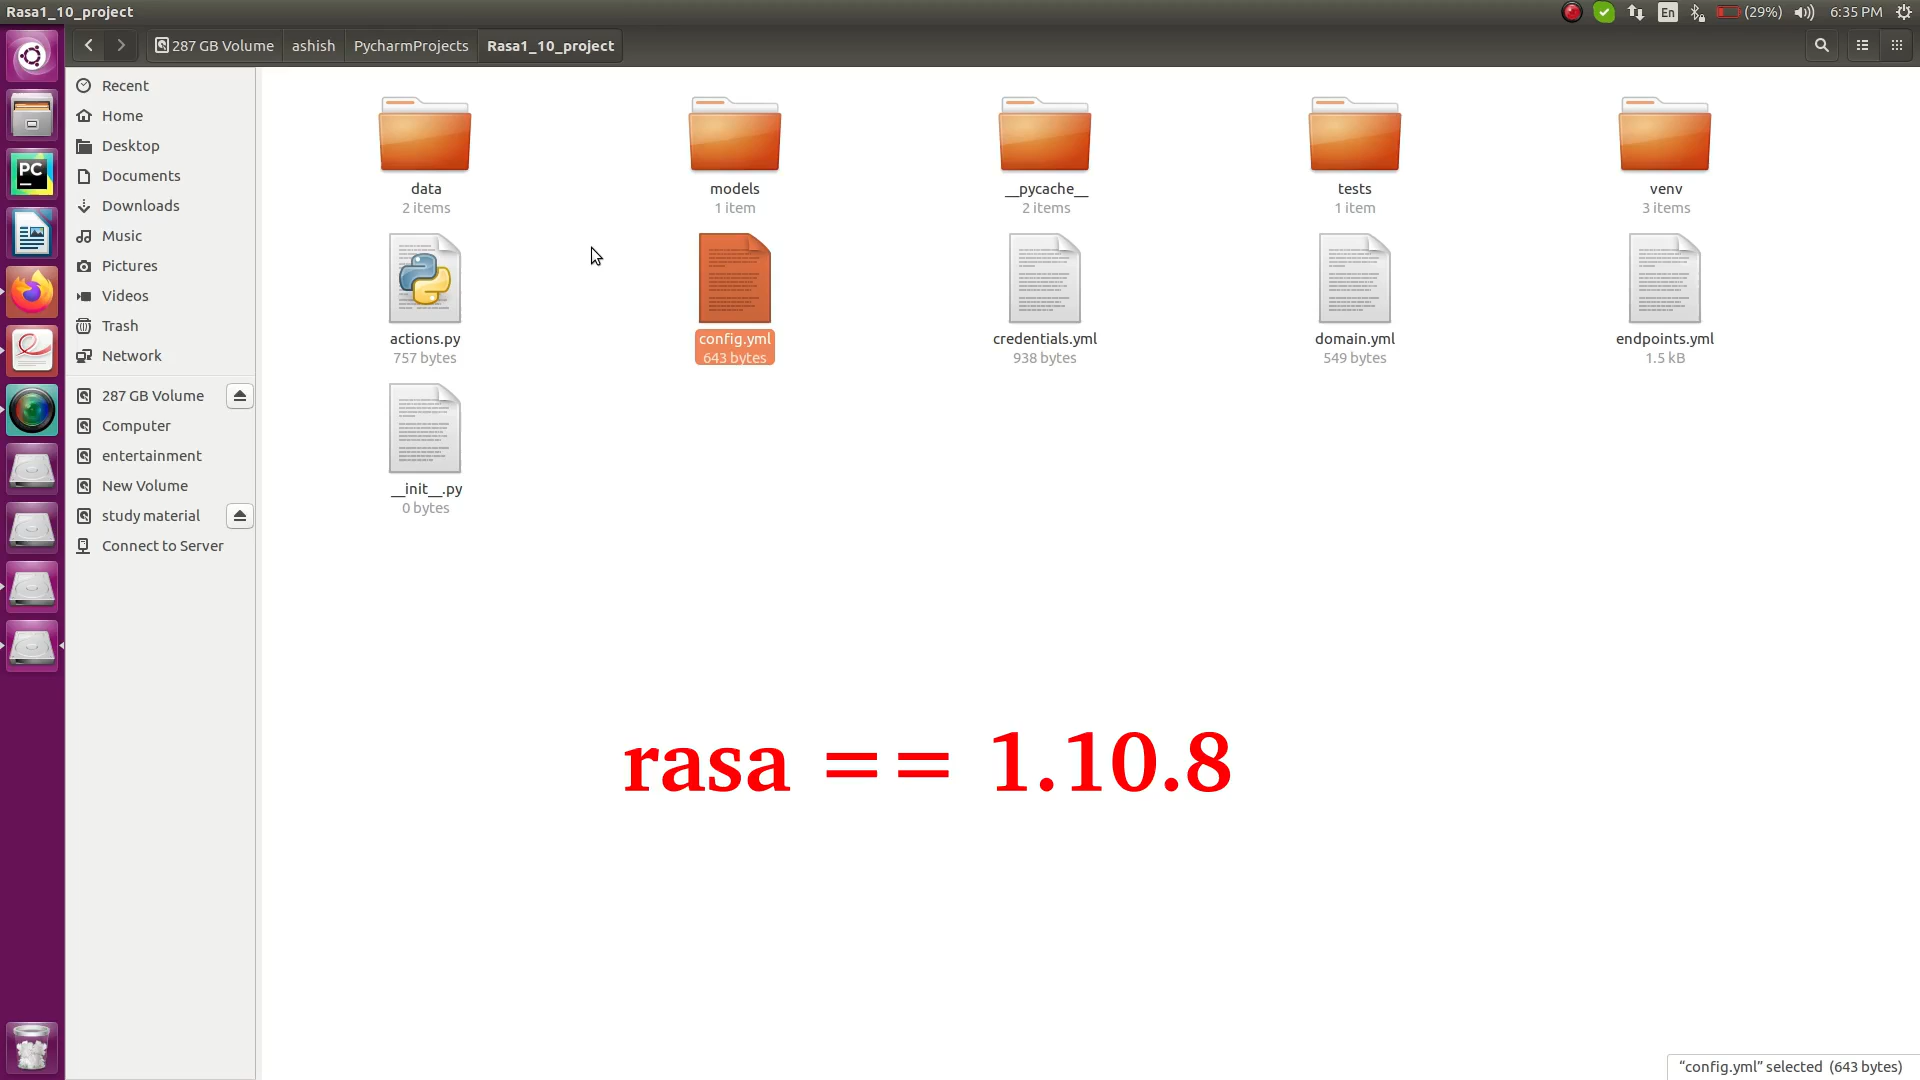 Rasa1_10_project
En
(29%)
6:35 PM
287 GB Volume
ashish
PycharmProjects
Rasa1_10_project
Recent
Home
Desktop
Documents
Downloads
Music
Pictures
Videos
Trash
Network
287 GB Volume
Computer
entertainment
New Volume
study material
Connect to Server
PC
data
2 items
models
1 item
__pycache__
2 items
tests
1 item
venv
3 items
actions.py
757 bytes
config.yml
643 bytes
credentials.yml
938 bytes
domain.yml
549 bytes
endpoints.yml
1.5 kB
__init__.py
0 bytes
rasa == 1.10.8
“config.yml” selected (643 bytes)